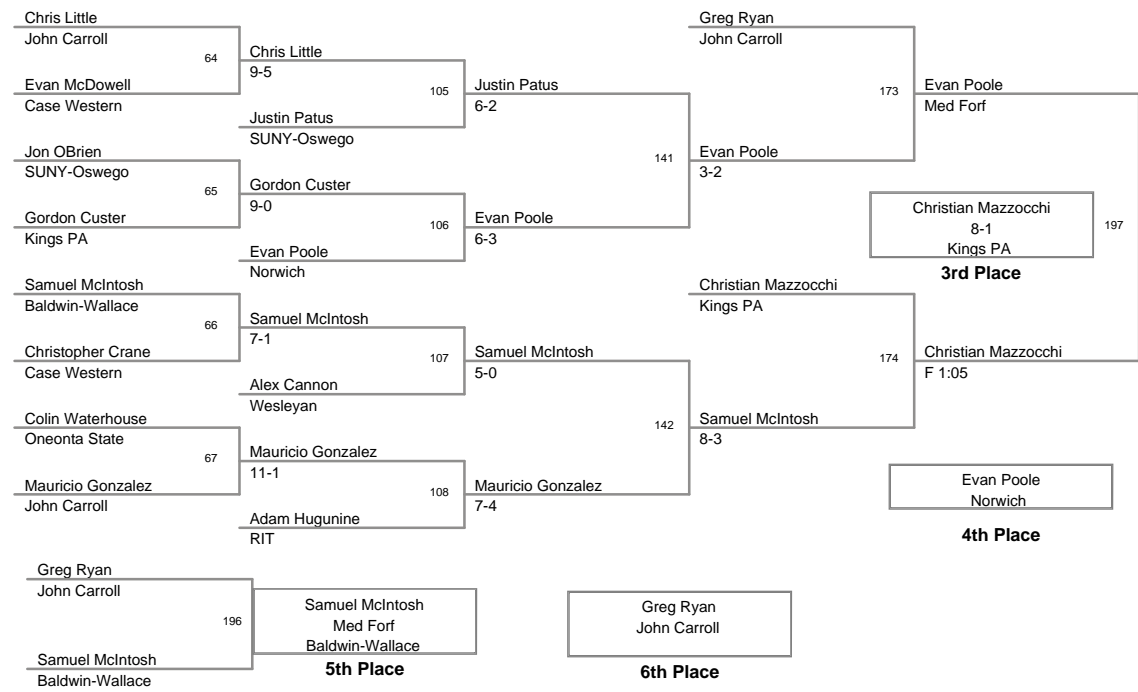 Chris Little
John Carroll
64
Evan McDowell
Case Western
Jon OBrien
SUNY-Oswego
65
Gordon Custer
Kings PA
Samuel McIntosh
Baldwin-Wallace
66
Christopher Crane
Case Western
Colin Waterhouse
Oneonta State
67
Mauricio Gonzalez
John Carroll
Chris Little
9-5
105
Justin Patus
SUNY-Oswego
Gordon Custer
9-0
106
Evan Poole
Norwich
Samuel McIntosh
7-1
107
Alex Cannon
Wesleyan
Mauricio Gonzalez
11-1
108
Adam Hugunine
RIT
Justin Patus
6-2
141
Evan Poole
6-3
Samuel McIntosh
5-0
142
Mauricio Gonzalez
7-4
Greg Ryan
John Carroll
173
Evan Poole
3-2
Christian Mazzocchi
Kings PA
174
Samuel McIntosh
8-3
Evan Poole
Med Forf
197
Christian Mazzocchi
F 1:05
Christian Mazzocchi
8-1
Kings PA
3rd Place
Evan Poole
Norwich
4th Place
Greg Ryan
John Carroll
196
Samuel McIntosh
Baldwin-Wallace
Samuel McIntosh
Med Forf
Baldwin-Wallace
5th Place
Greg Ryan
John Carroll
6th Place